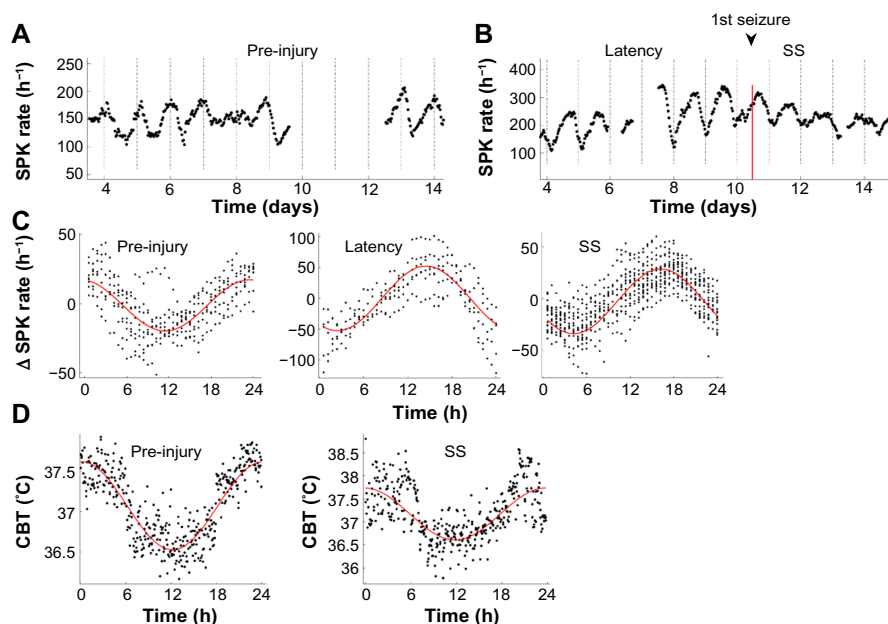 A
Pre-injury
SPK rate (h⁻¹)
250
200
150
100
50
4 6 8 10 12 14
Time (days)
B
1st seizure
Latency SS
SPK rate (h⁻¹)
400
300
200
100
4 6 8 10 12 14
Time (days)
C
Δ SPK rate (h⁻¹)
Pre-injury
50
0
−50
0 6 12 18 24
Latency
100
50
0
−50
−100
0 6 12 18 24
SS
50
0
−50
0 6 12 18 24
Time (h)
D
Pre-injury
CBT (°C)
37.5
37
36.5
0 6 12 18 24
Time (h)
SS
CBT (°C)
38.5
38
37.5
37
36.5
36
0 6 12 18 24
Time (h)